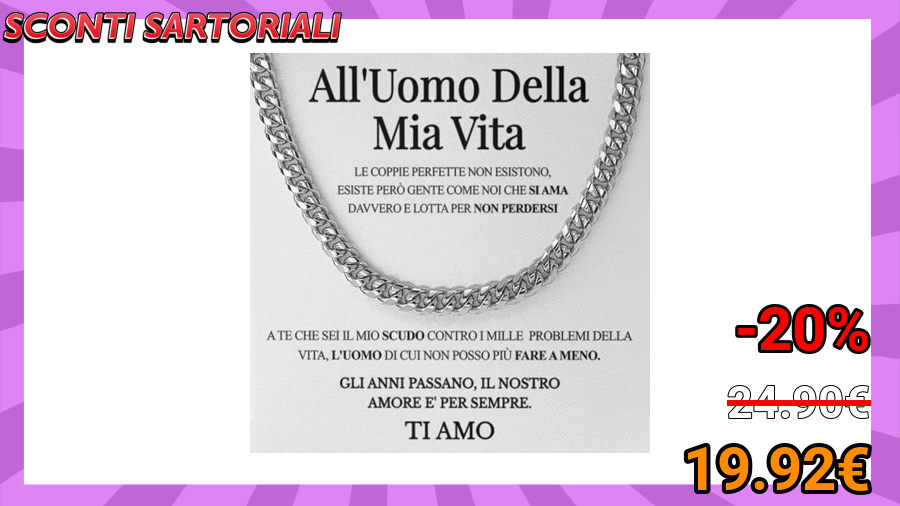 SCONTI SARTORIALI
All'Uomo Della
Mia Vita
LE COPPIE PERFETTE NON ESISTONO,
ESISTE PERÒ GENTE COME NOI CHE SI AMA
DAVVERO E LOTTA PER NON PERDERSI
A TE CHE SEI IL MIO SCUDO CONTRO I MILLE PROBLEMI DELLA
VITA, L'UOMO DI CUI NON POSSO PIÙ FARE A MENO.
GLI ANNI PASSANO, IL NOSTRO
AMORE E' PER SEMPRE.
TI AMO
-20%
24.90€
19.92€